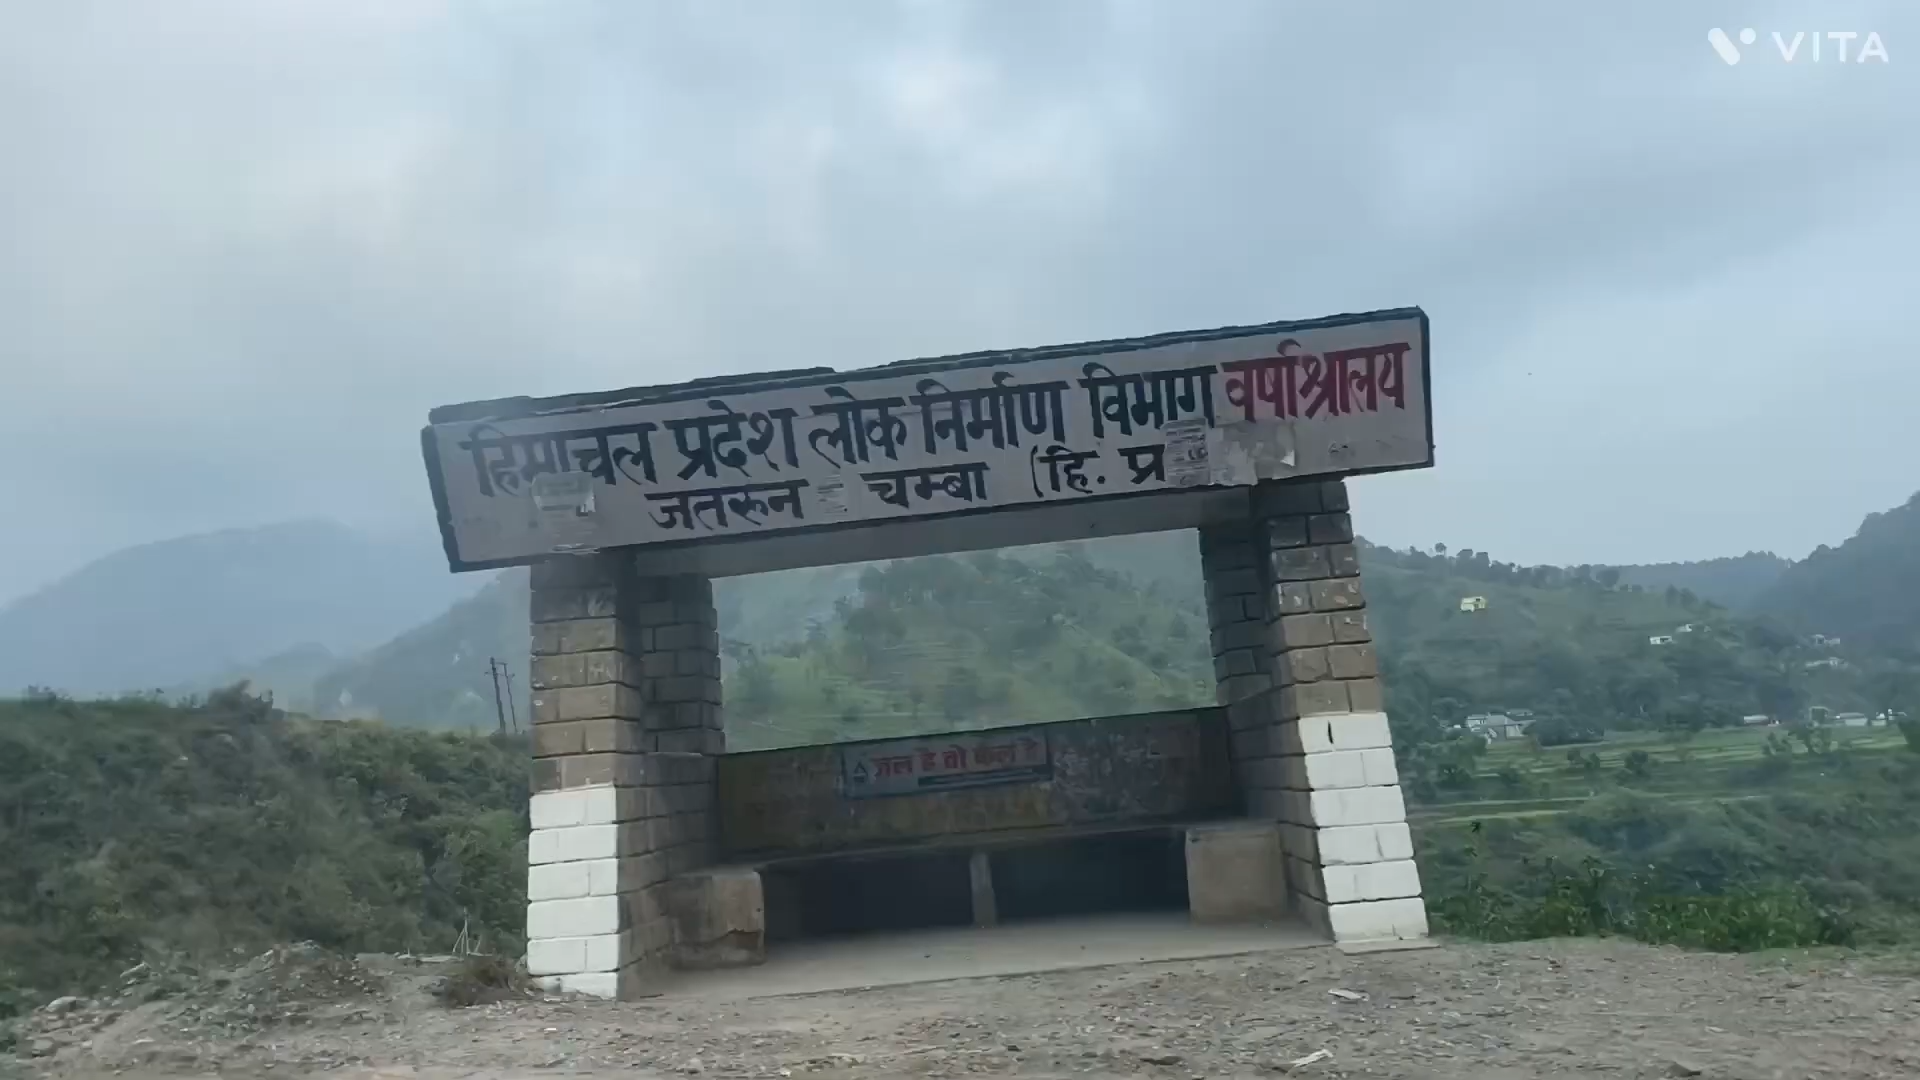 VITA
हिमाचल प्रदेश लोक निर्माण विभाग वर्षाश्रालय
जतरून चम्बा (हि. प्र
जल है तो कल है